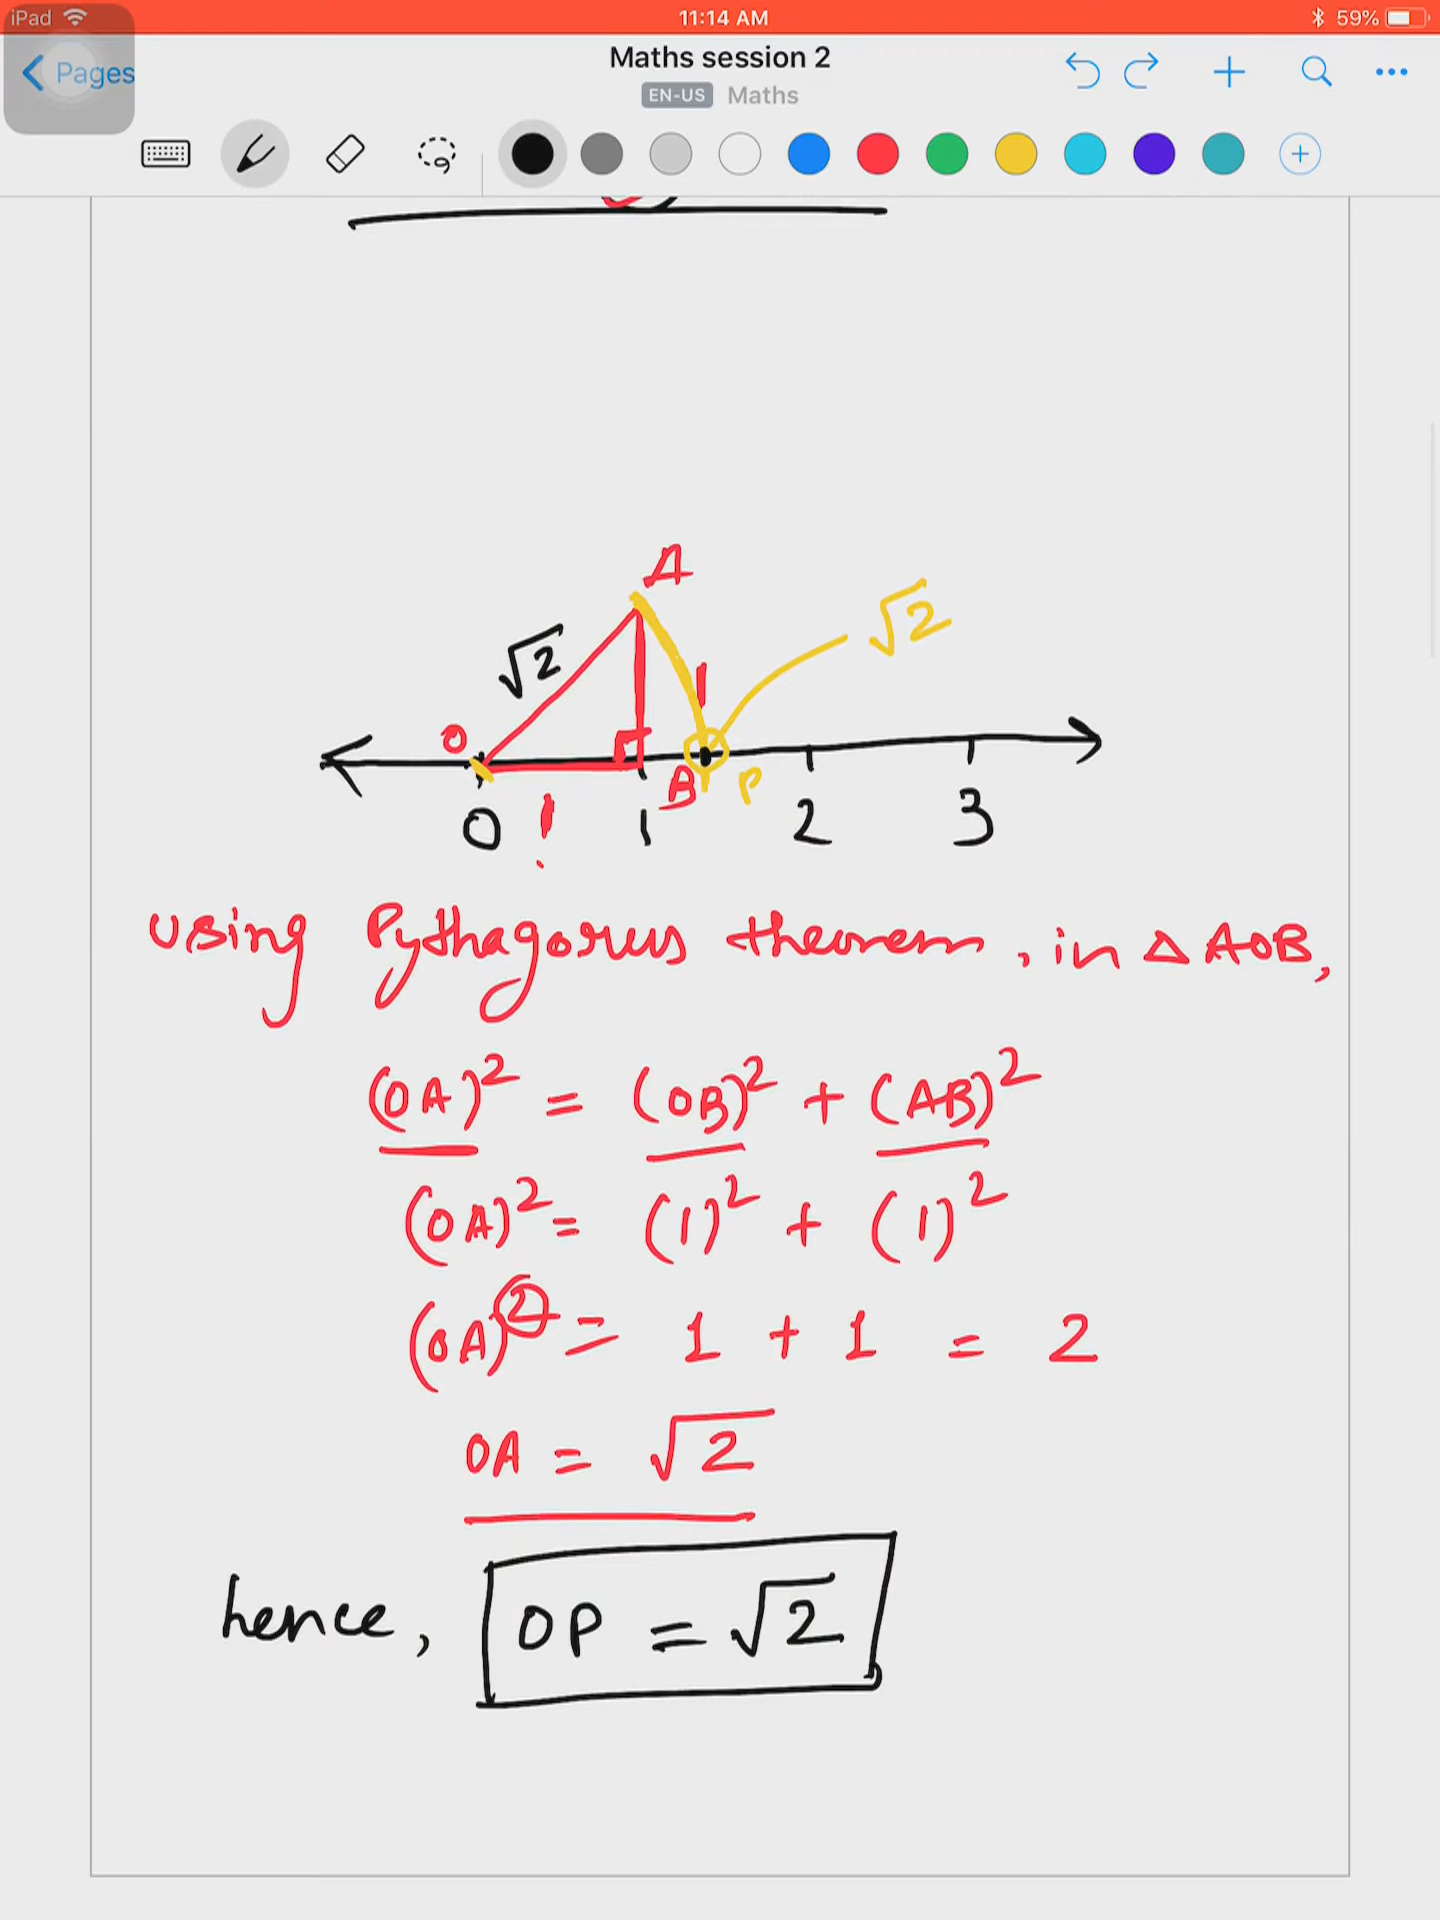 iPad 11:14 AM 59%
Pages Maths session 2
EN-US Maths
A
√2 √2
1
O
B P
0 1 1 2 3
using Pythagorus theorem, in Δ AOB,
(OA)² = (OB)² + (AB)²
(OA)² = (1)² + (1)²
(OA)² = 1 + 1 = 2
OA = √2
hence, OP = √2